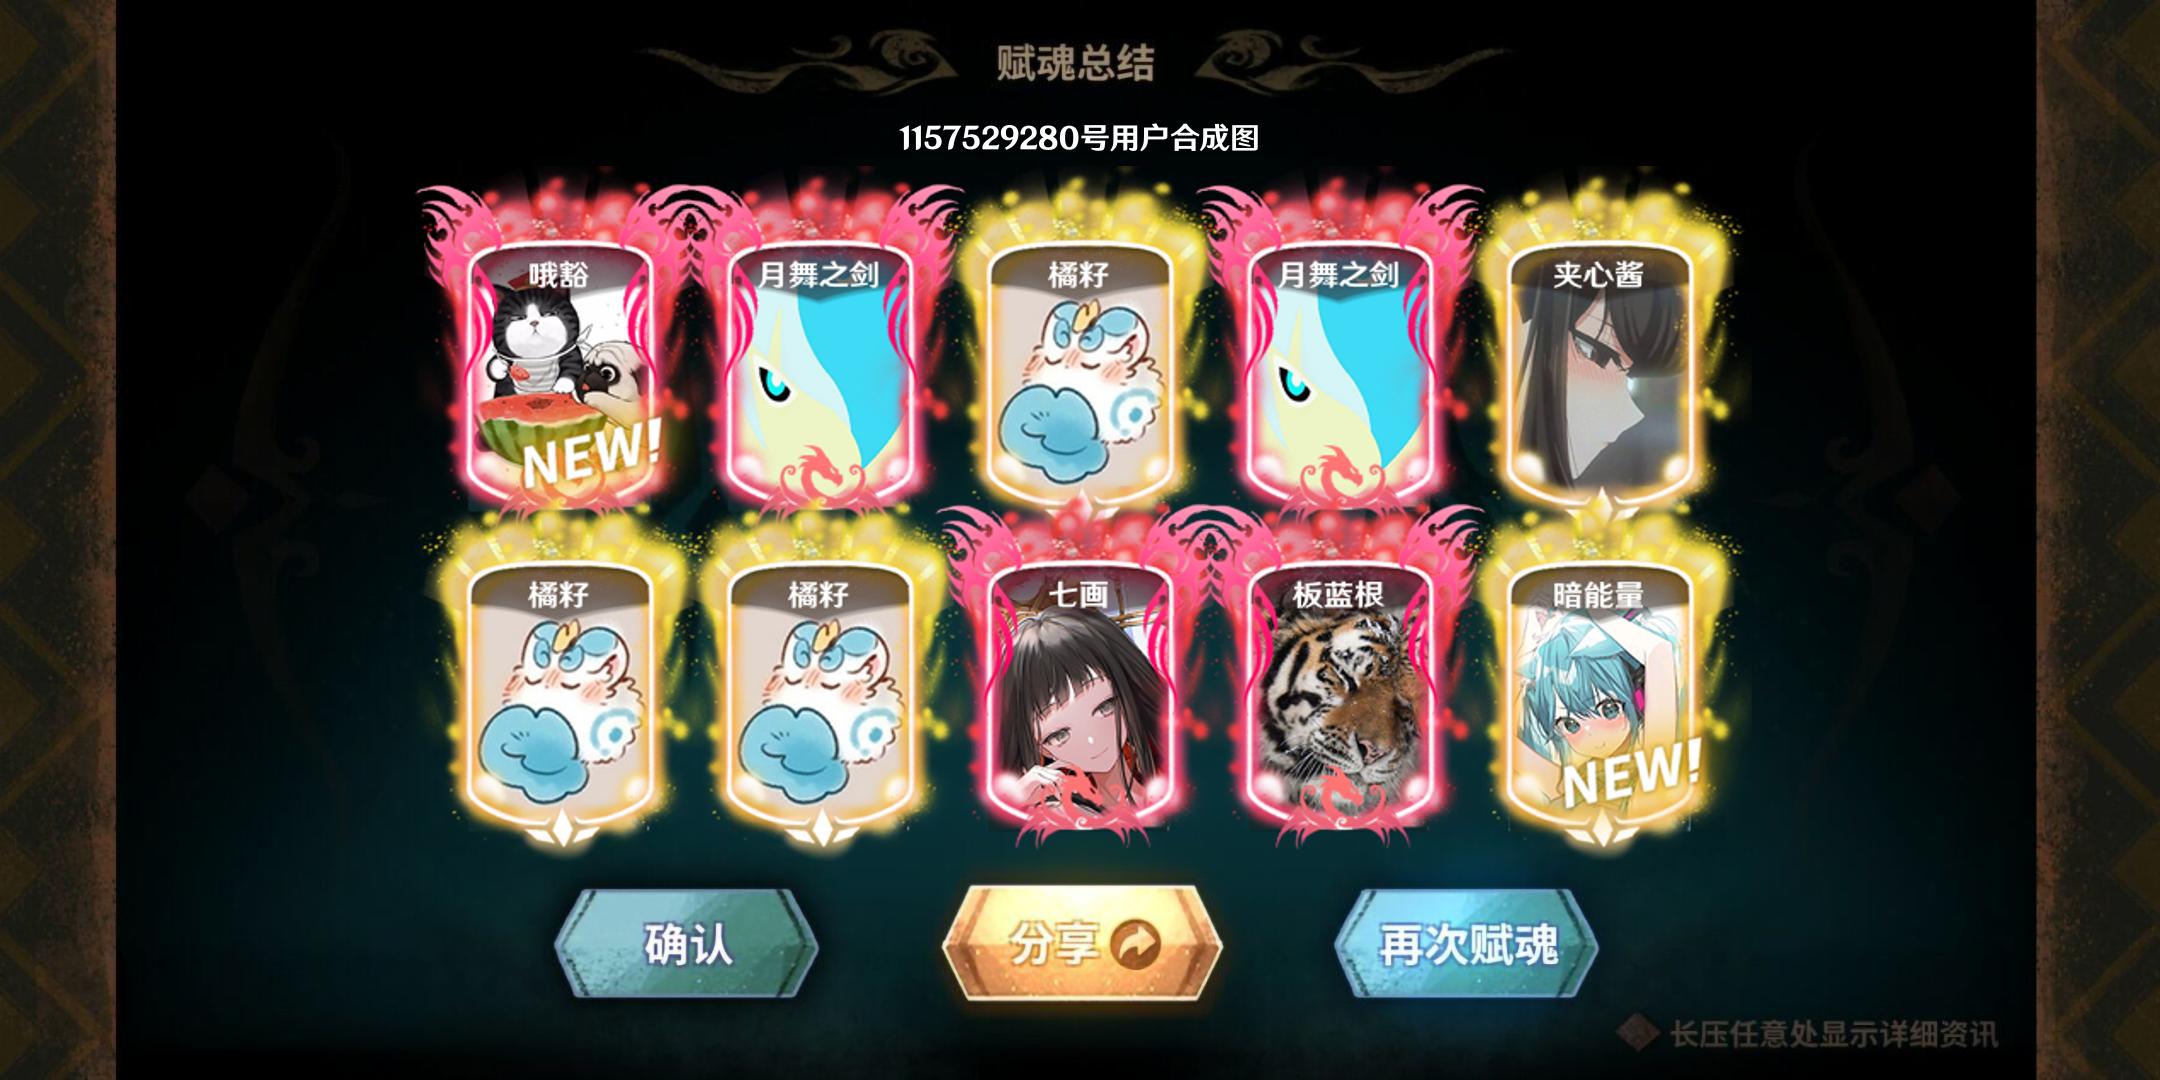 赋魂总结
1157529280号用户合成图
哦豁
月舞之剑
橘籽
月舞之剑
夹心酱
NEW!
橘籽
橘籽
七画
板蓝根
暗能量
NEW!
确认
分享
再次赋魂
长压任意处显示详细资讯